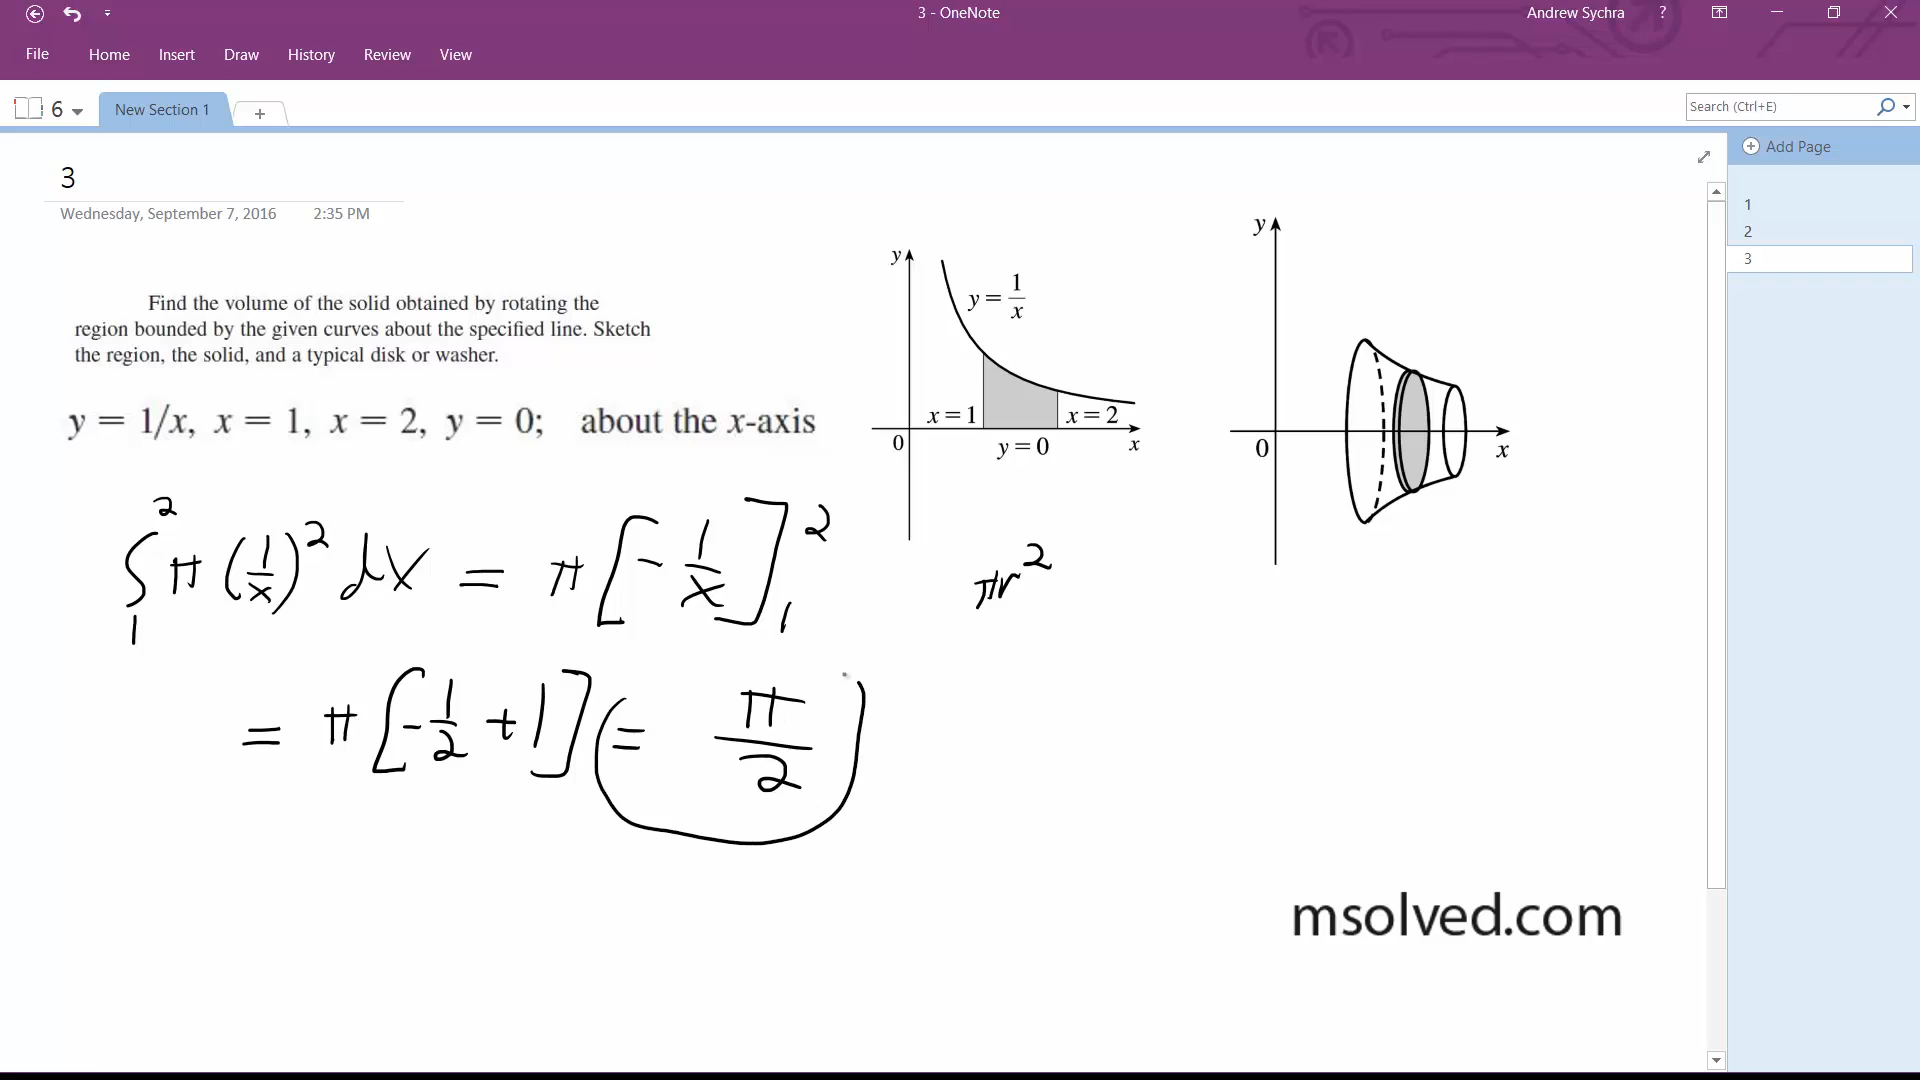 3 - OneNote
Andrew Sychra
?
File Home Insert Draw History Review View
6 New Section 1 +
Search (Ctrl+E)
Add Page
1
2
3
3
Wednesday, September 7, 2016 2:35 PM
Find the volume of the solid obtained by rotating the
region bounded by the given curves about the specified line. Sketch
the region, the solid, and a typical disk or washer.
y = 1/x, x = 1, x = 2, y = 0; about the x-axis
y
y = 1/x
x = 1
x = 2
0
y = 0
x
y
0
x
∫₁² π (1/x)² dx = π [-1/x]₁²
πr²
= π [-1/2 + 1] = π/2
msolved.com